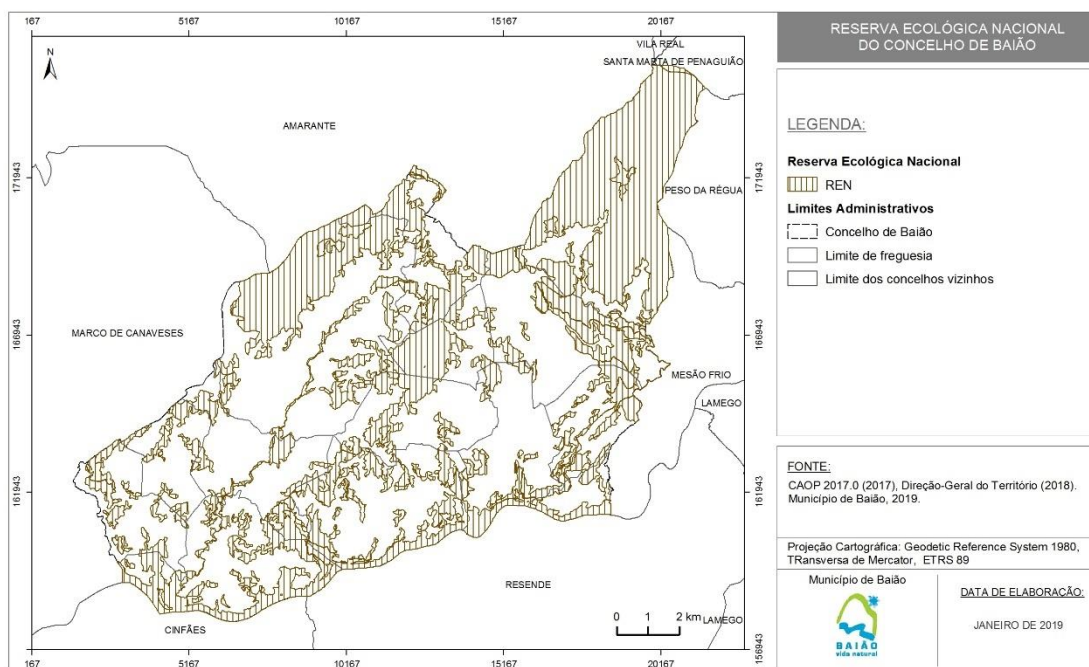 167
5167
10167
15167
20167
VILA REAL
SANTA MARTA DE PENAGUIÃO
N
AMARANTE
171943
171943
PESO DA RÉGUA
MARCO DE CANAVESES
166943
166943
MESÃO FRIO
LAMEGO
161943
161943
RESENDE
CINFÃES
0 1 2 km
LAMEGO
156943
167
5167
10167
15167
20167
RESERVA ECOLÓGICA NACIONAL
DO CONCELHO DE BAIÃO
LEGENDA:
Reserva Ecológica Nacional
REN
Limites Administrativos
Concelho de Baião
Limite de freguesia
Limite dos concelhos vizinhos
FONTE:
CAOP 2017.0 (2017), Direção-Geral do Território (2018).
Município de Baião, 2019.
Projeção Cartográfica: Geodetic Reference System 1980,
TRansversa de Mercator, ETRS 89
Município de Baião
BAIÃO
vida natural
DATA DE ELABORAÇÃO:
JANEIRO DE 2019